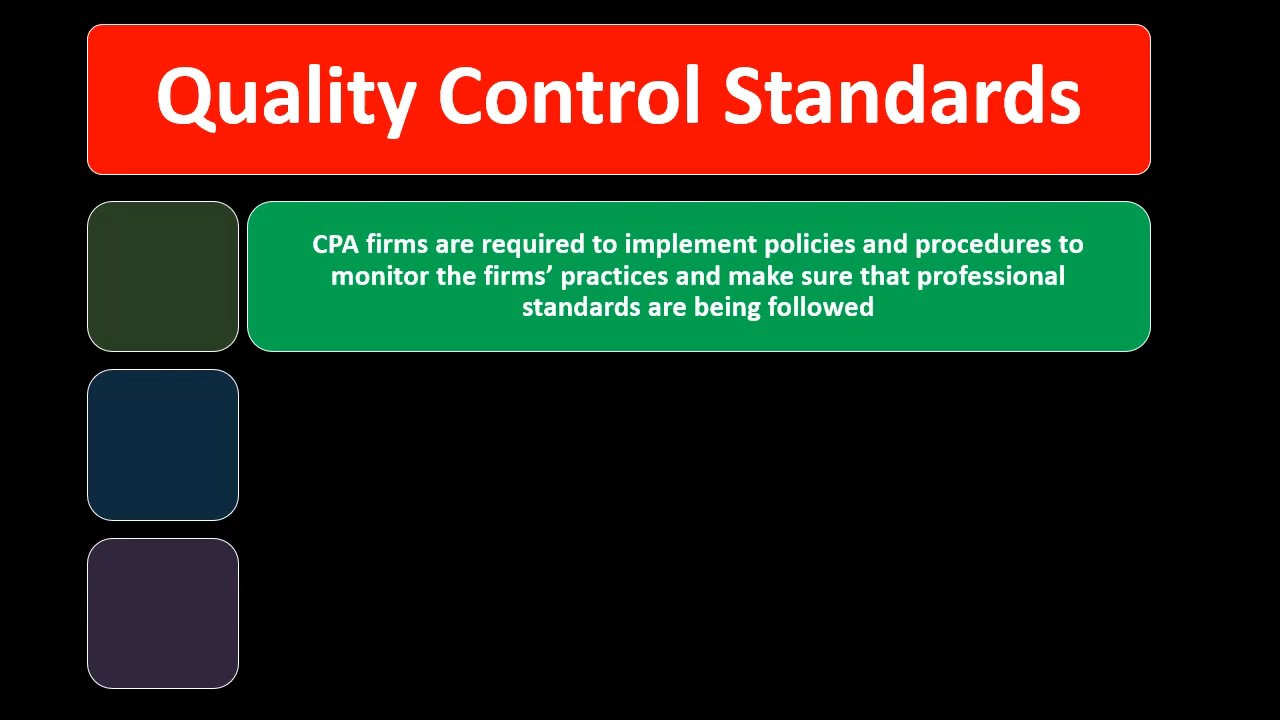 Quality Control Standards
CPA firms are required to implement policies and procedures to
monitor the firms’ practices and make sure that professional
standards are being followed